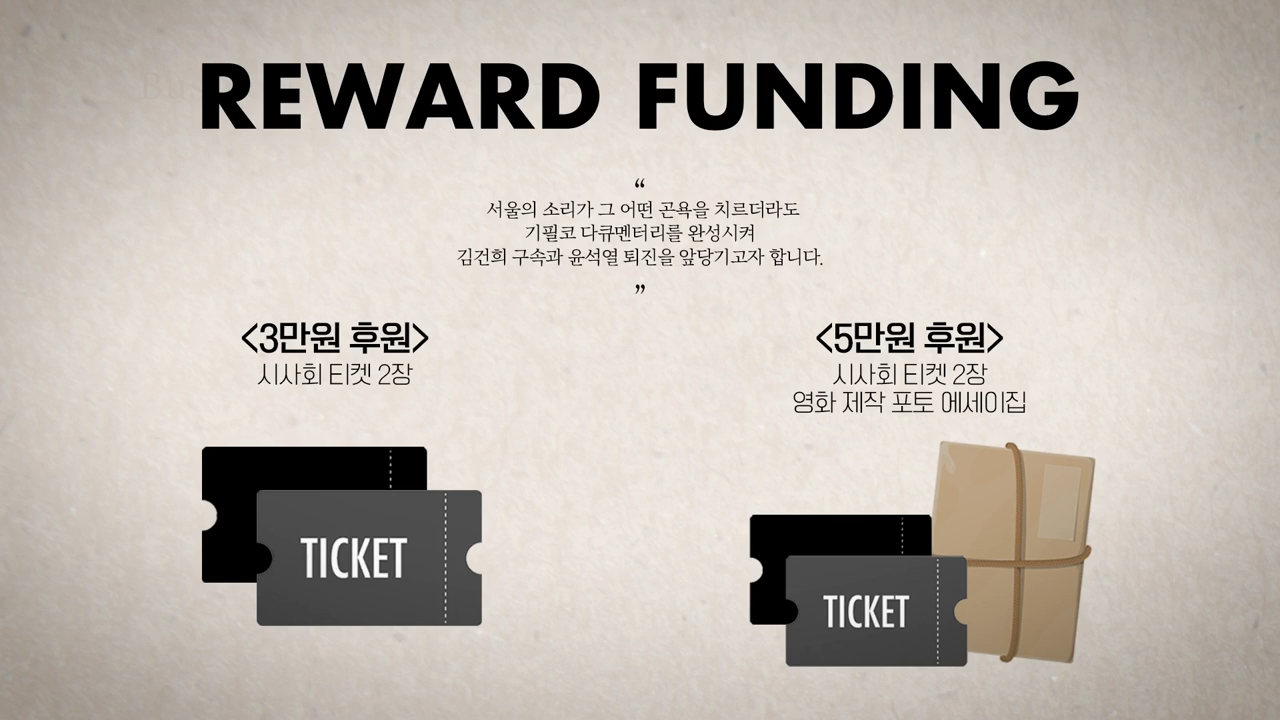 REWARD FUNDING
“
서울의 소리가 그 어떤 곤욕을 치르더라도
기필코 다큐멘터리를 완성시켜
김건희 구속과 윤석열 퇴진을 앞당기고자 합니다.
”
<3만원 후원>
시사회 티켓 2장
TICKET
<5만원 후원>
시사회 티켓 2장
영화 제작 포토 에세이집
TICKET